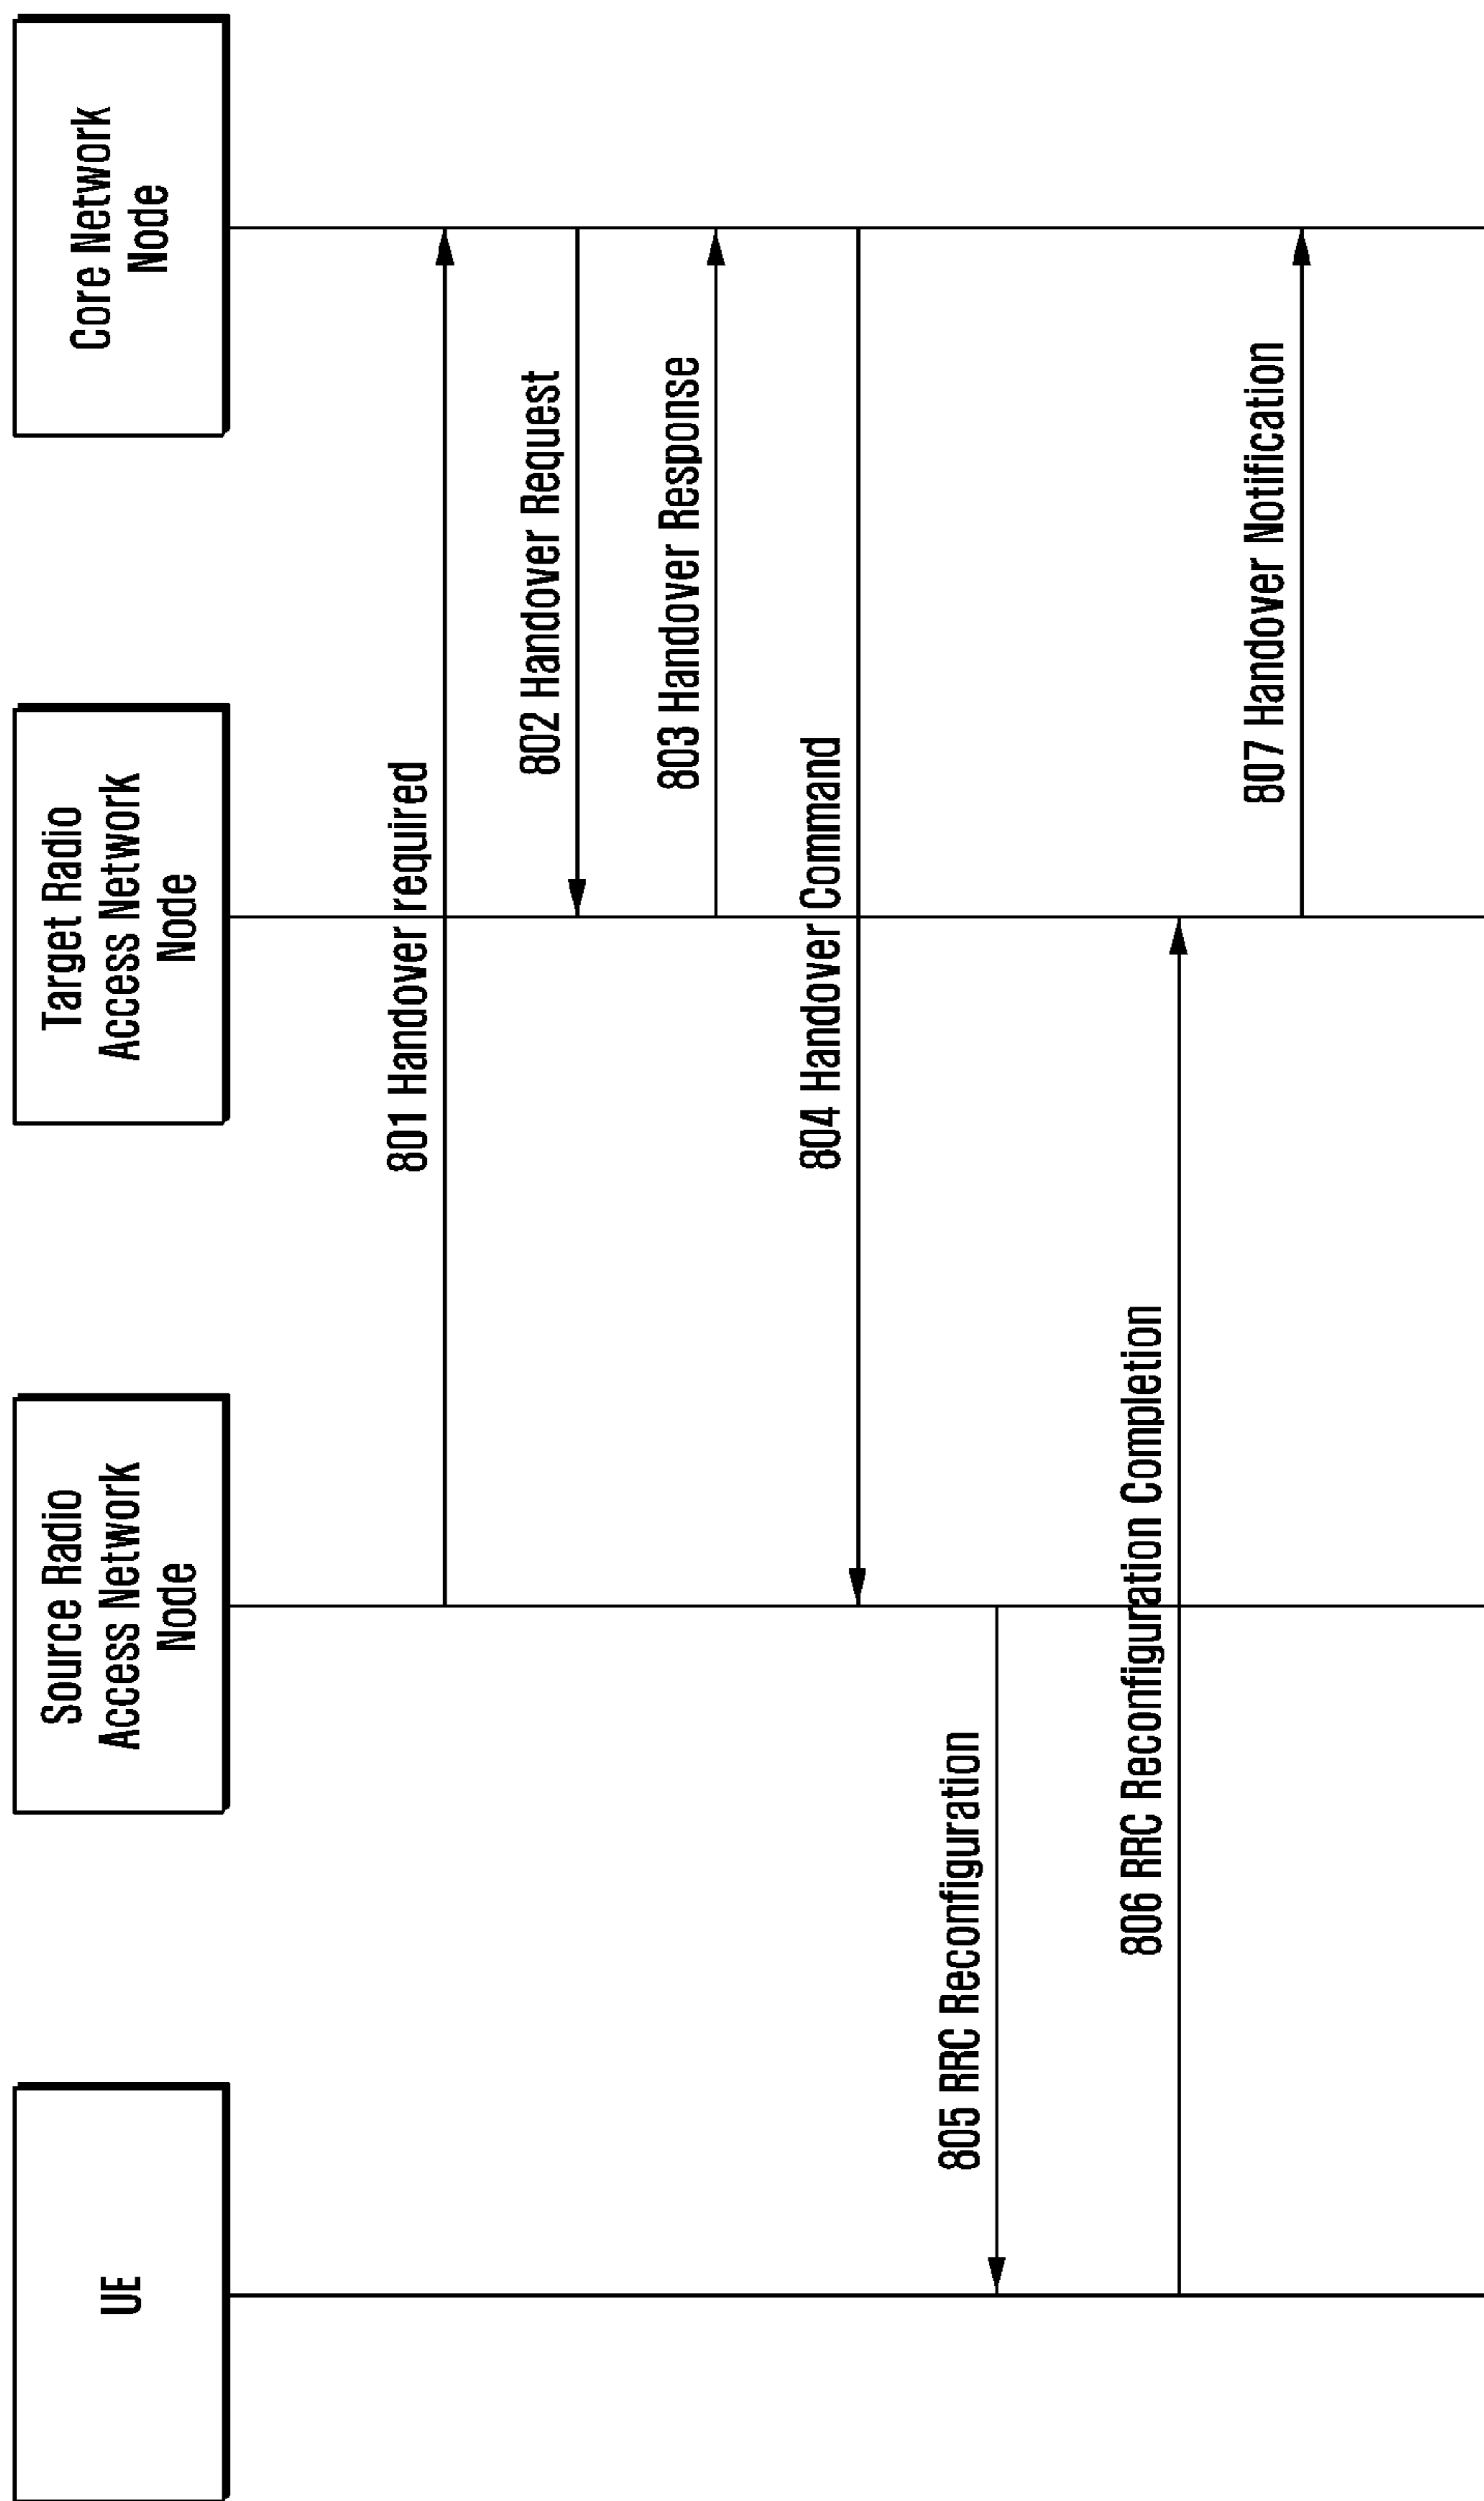 UE
Source Radio
Access Network
Node
Target Radio
Access Network
Node
Core Network
Node
801 Handover required
802 Handover Request
803 Handover Response
804 Handover Command
805 RRC Reconfiguration
806 RRC Reconfiguration Completion
807 Handover Notification